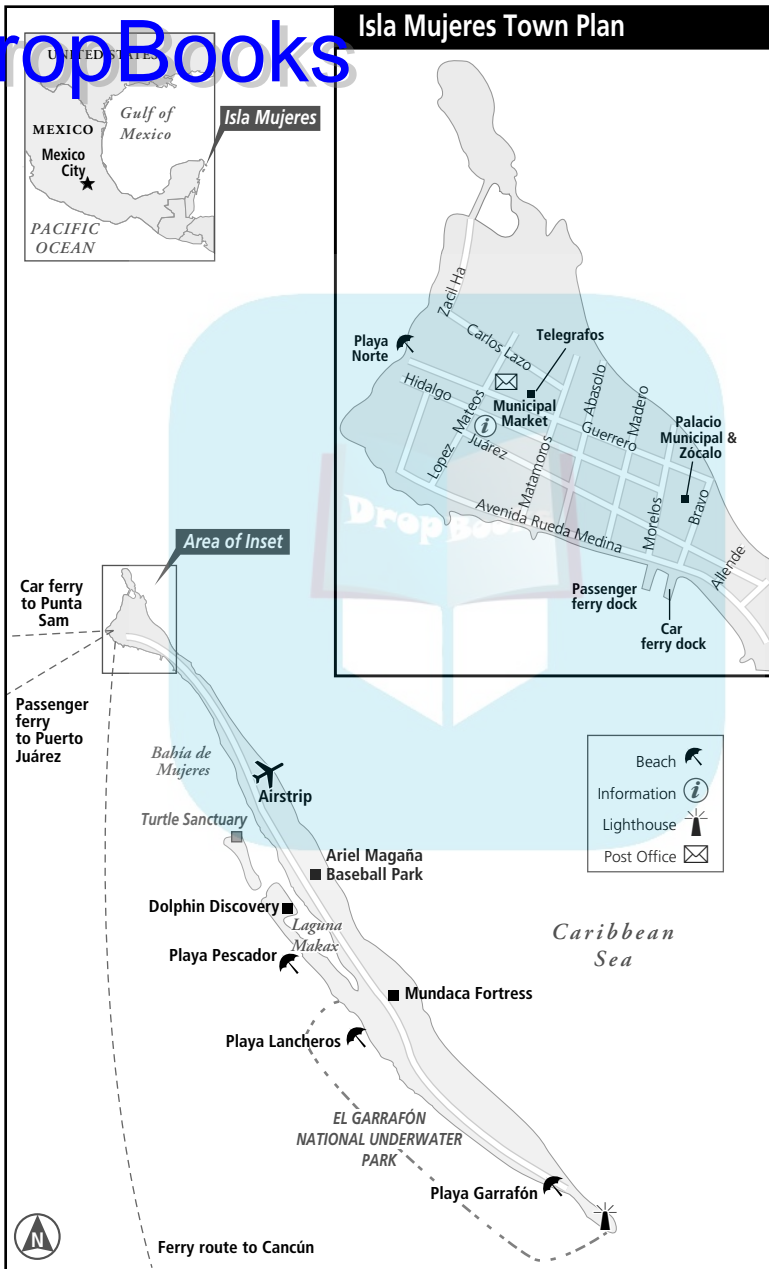 Isla Mujeres Town Plan
ropBooks
UNITED STATES
Gulf of
Mexico
Isla Mujeres
MEXICO
Mexico
City
PACIFIC
OCEAN
Zacil Ha
Carlos Lazo
Telegrafos
Playa
Norte
Hidalgo
Mateos
Lopez
Municipal
Market
i
Juárez
Matamoros
Abasolo
Guerrero
Madero
Palacio
Municipal &
Zócalo
Morelos
Bravo
Avenida Rueda Medina
Allende
Passenger
ferry dock
Car
ferry dock
DropBooks
Area of Inset
Car ferry
to Punta
Sam
Passenger
ferry
to Puerto
Juárez
Bahía de
Mujeres
Airstrip
Turtle Sanctuary
Ariel Magaña
Baseball Park
Dolphin Discovery
Laguna
Makax
Playa Pescador
Mundaca Fortress
Playa Lancheros
EL GARRAFÓN
NATIONAL UNDERWATER
PARK
Playa Garrafón
Caribbean
Sea
Beach
Information i
Lighthouse
Post Office
N
Ferry route to Cancún